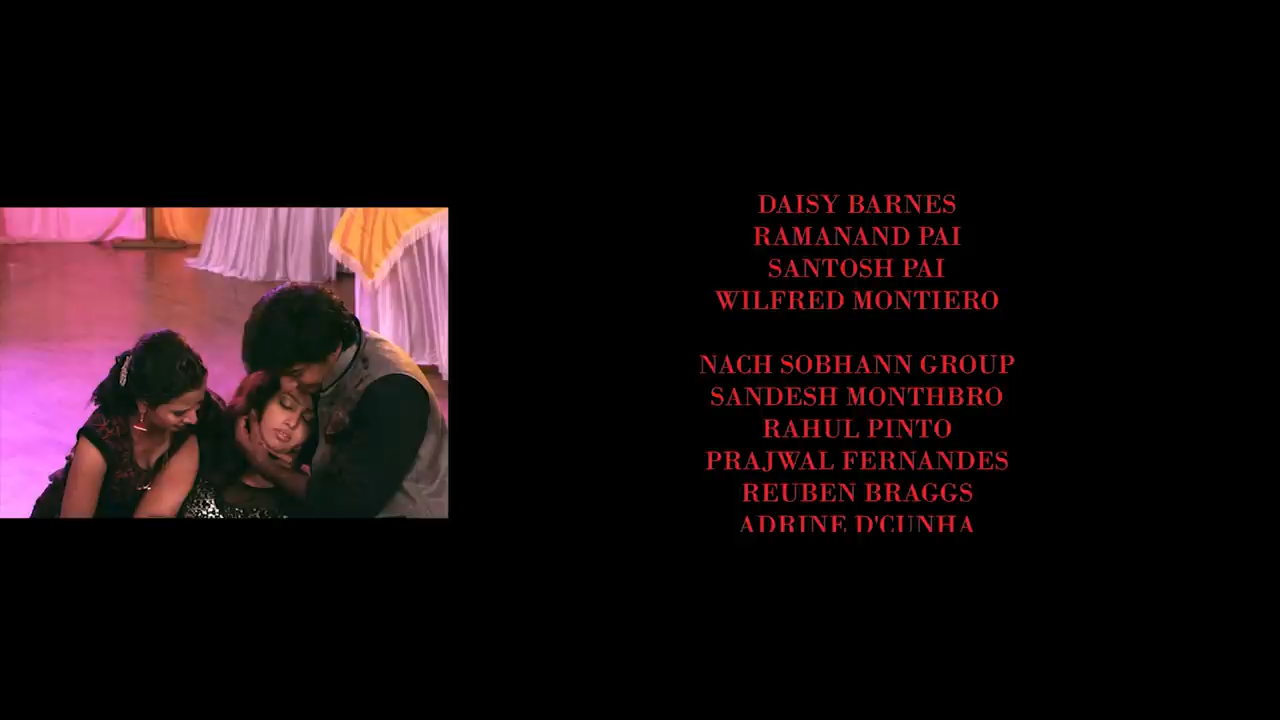 DAISY BARNES
RAMANAND PAI
SANTOSH PAI
WILFRED MONTIERO
NACH SOBHANN GROUP
SANDESH MONTHBRO
RAHUL PINTO
PRAJWAL FERNANDES
REUBEN BRAGGS
ADRINE D'CUNHA